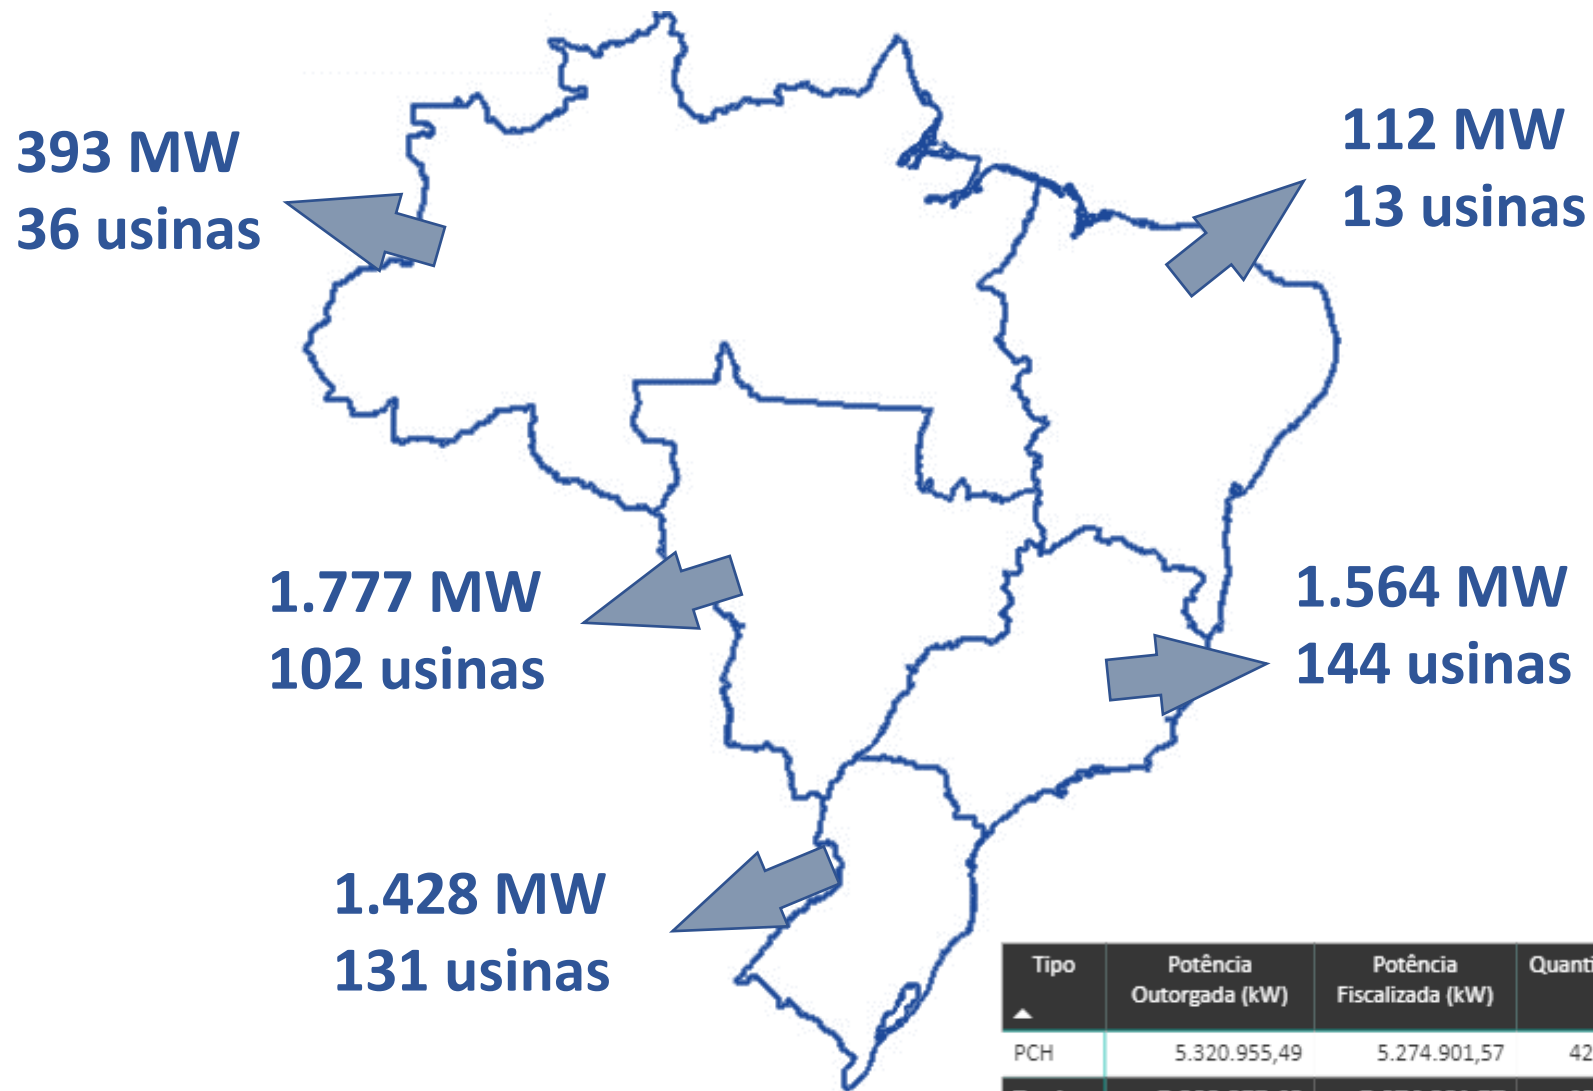 393 MW
36 usinas
112 MW
13 usinas
1.777 MW
102 usinas
1.564 MW
144 usinas
1.428 MW
131 usinas
Tipo Potência Potência
Outorgada (kW) Fiscalizada (kW)
PCH 5.320.955,49 5.274.901,57